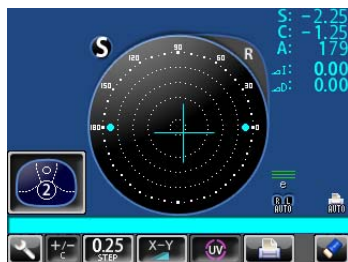 S: -2.25
C: -1.25
A: 179
⊿I: 0.00
⊿D: 0.00
S
R
90
120 60
150 30
180 0
2
e
R L
AUTO
AUTO
+/-
C
0.25
STEP
X-Y
UV